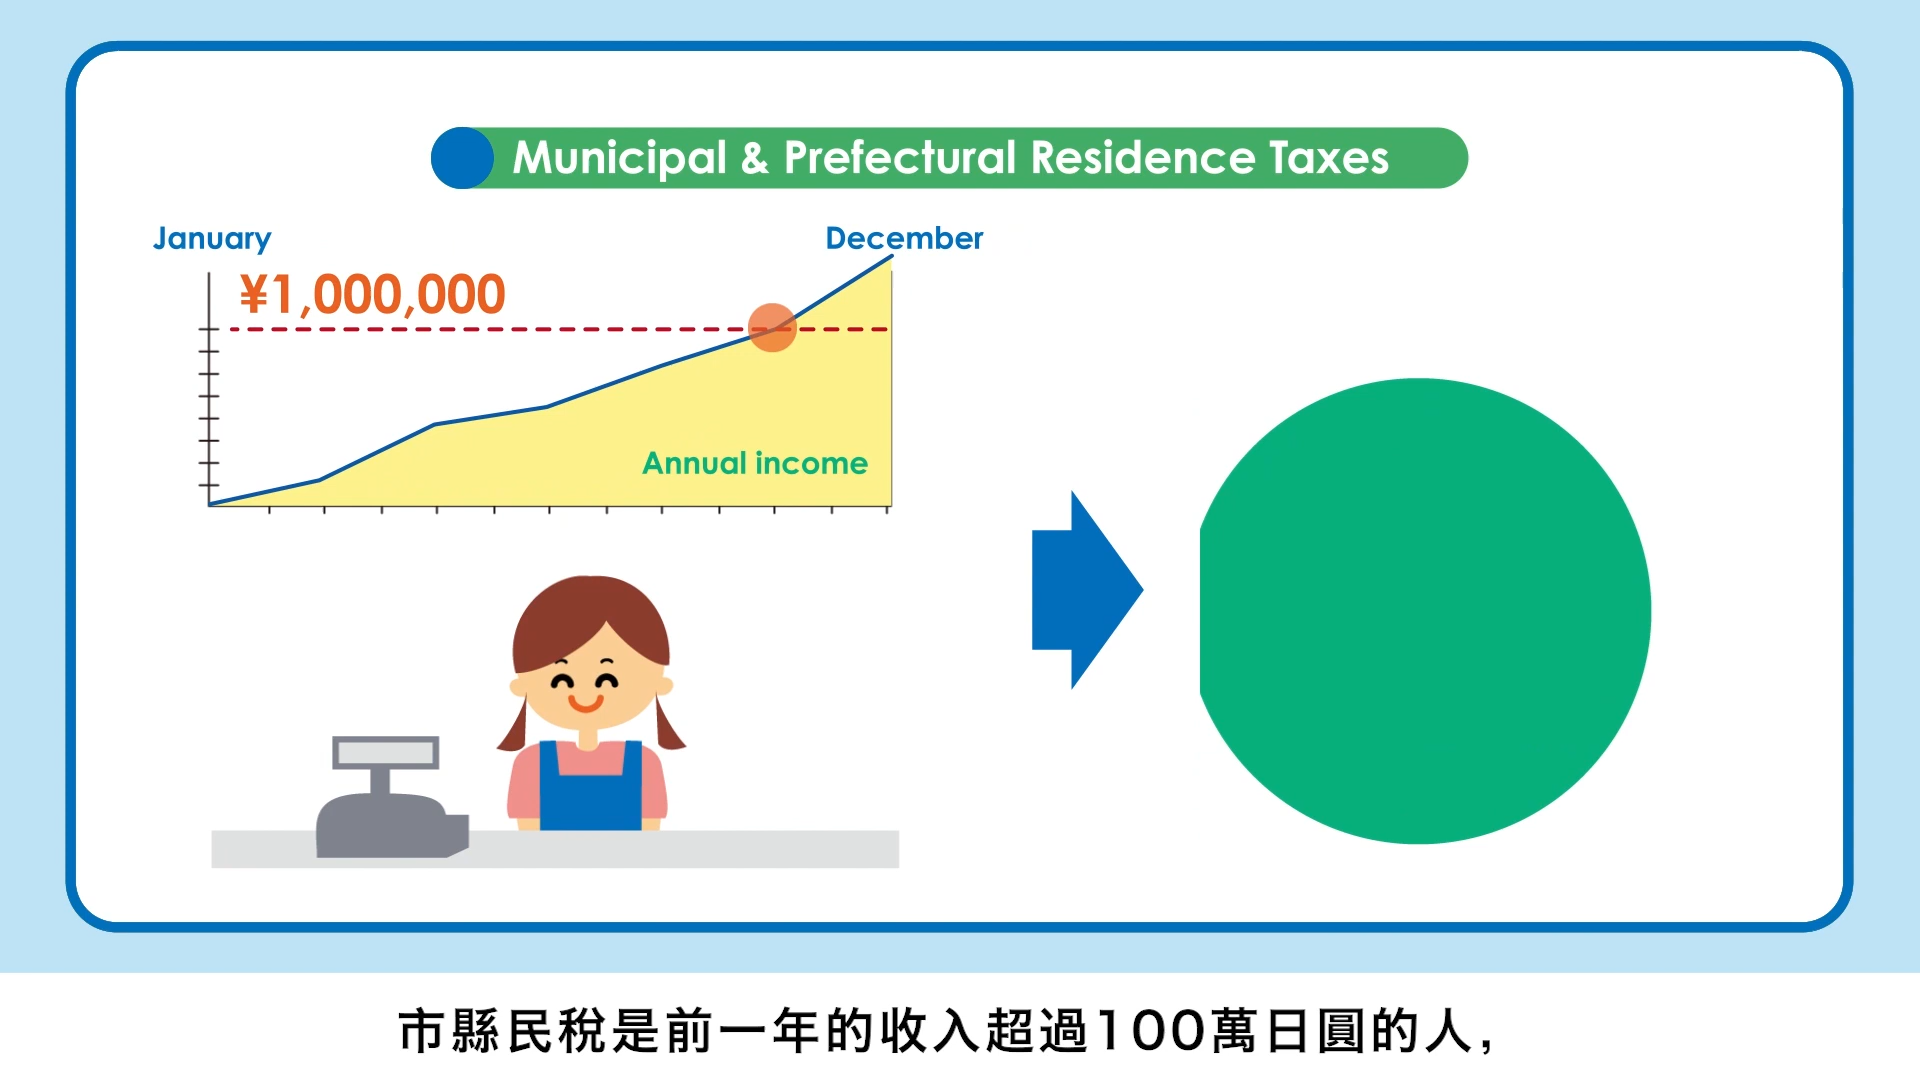 Municipal & Prefectural Residence Taxes
January
December
¥1,000,000
Annual income
市縣民稅是前一年的收入超過100萬日圓的人,